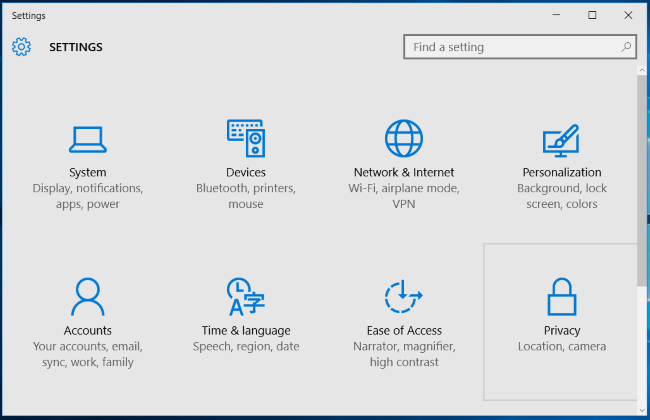 Settings
SETTINGS
Find a setting
System
Display, notifications,
apps, power
Devices
Bluetooth, printers,
mouse
Network & Internet
Wi-Fi, airplane mode,
VPN
Personalization
Background, lock
screen, colors
Accounts
Your accounts, email,
sync, work, family
A字
Time & language
Speech, region, date
Ease of Access
Narrator, magnifier,
high contrast
Privacy
Location, camera